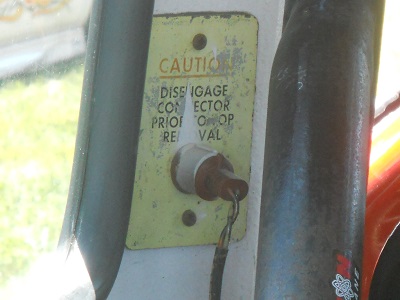 CAUTION
DISENGAGE
CONNECTOR
PRIOR TO TOP
REMOVAL